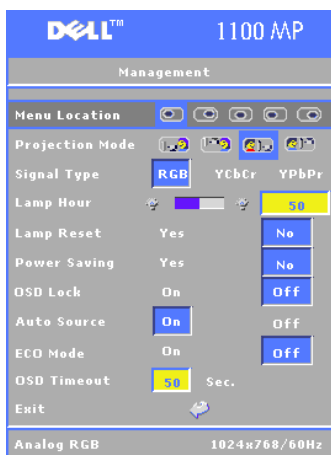 DELL™ 1100 MP
Management
Menu Location
Projection Mode
Signal Type RGB YCbCr YPbPr
Lamp Hour 50
Lamp Reset Yes No
Power Saving Yes No
OSD Lock On Off
Auto Source On Off
ECO Mode On Off
OSD Timeout 50 Sec.
Exit
Analog RGB 1024x768/60Hz